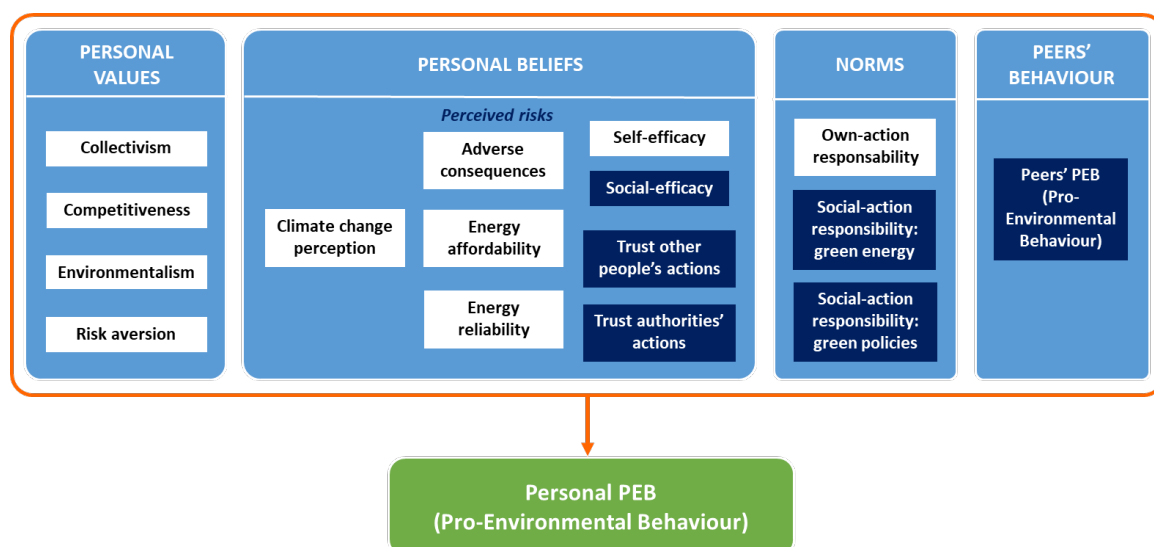 PERSONAL
VALUES
Collectivism
Competitiveness
Environmentalism
Risk aversion
PERSONAL BELIEFS
Climate change
perception
Perceived risks
Adverse
consequences
Energy
affordability
Energy
reliability
Self-efficacy
Social-efficacy
Trust other
people's actions
Trust authorities'
actions
NORMS
Own-action
responsability
Social-action
responsibility:
green energy
Social-action
responsibility:
green policies
PEERS'
BEHAVIOUR
Peers' PEB
(Pro-
Environmental
Behaviour)
Personal PEB
(Pro-Environmental Behaviour)